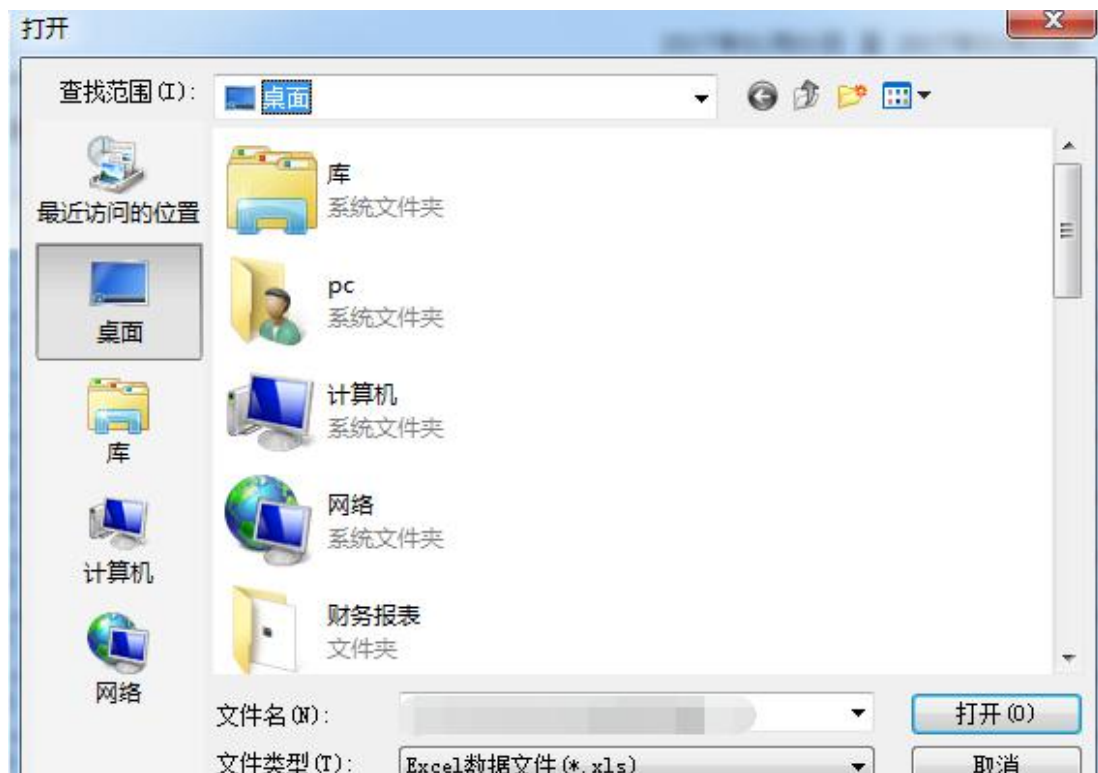 打开
查找范围(I):
桌面
最近访问的位置
桌面
库
计算机
网络
库
系统文件夹
pc
系统文件夹
计算机
系统文件夹
网络
系统文件夹
财务报表
文件夹
文件名(N):
打开(O)
文件类型(T):
Excel数据文件(*.xls)
取消